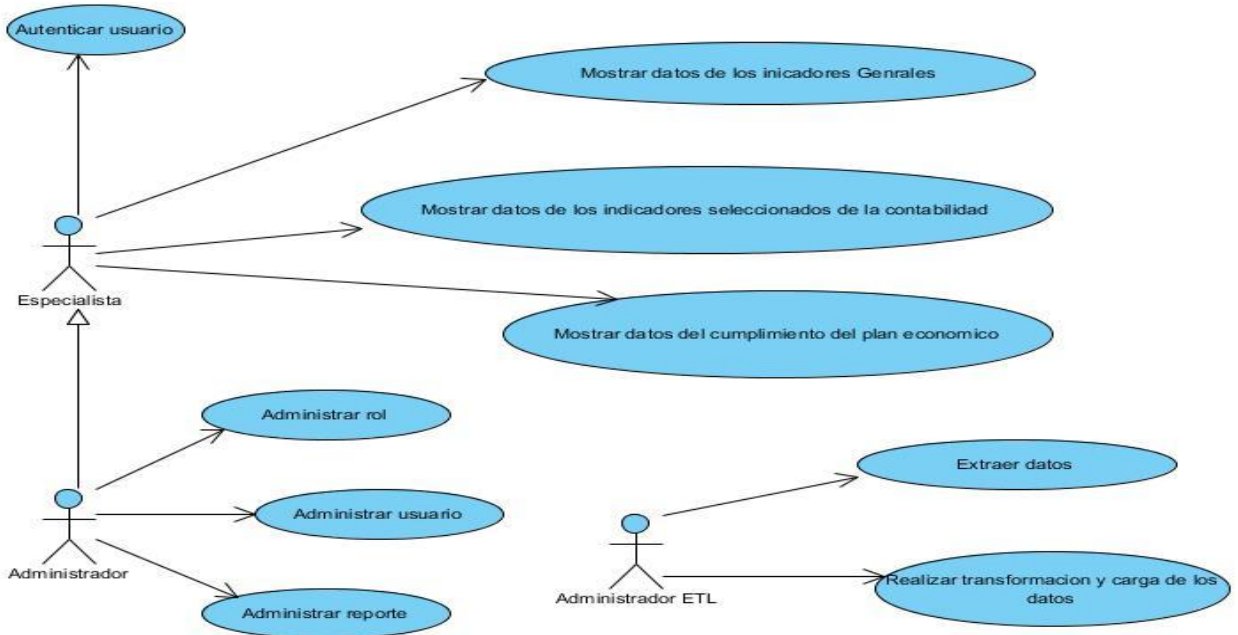 Autenticar usuario
Mostrar datos de los inicadores Genrales
Mostrar datos de los indicadores seleccionados de la contabilidad
Especialista
Mostrar datos del cumplimiento del plan economico
Administrar rol
Extraer datos
Administrar usuario
Administrador
Administrador ETL
Realizar transformacion y carga de los
datos
Administrar reporte